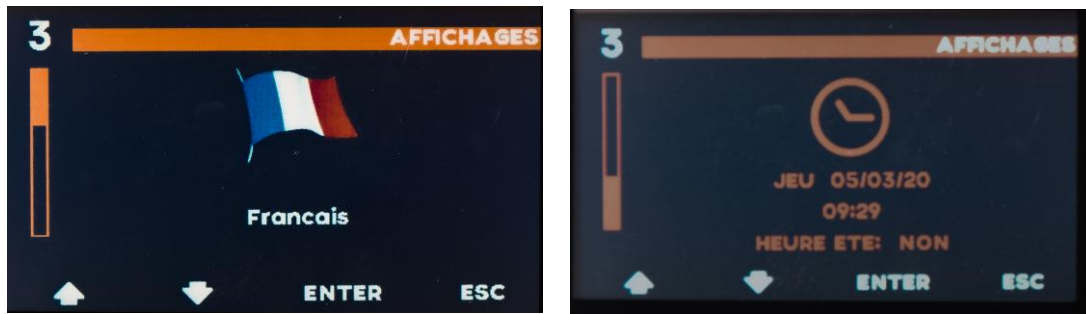 3 AFFICHAGES
Francais
ENTER ESC
3 AFFICHAGES
JEU 05/03/20
09:29
HEURE ETE: NON
ENTER ESC